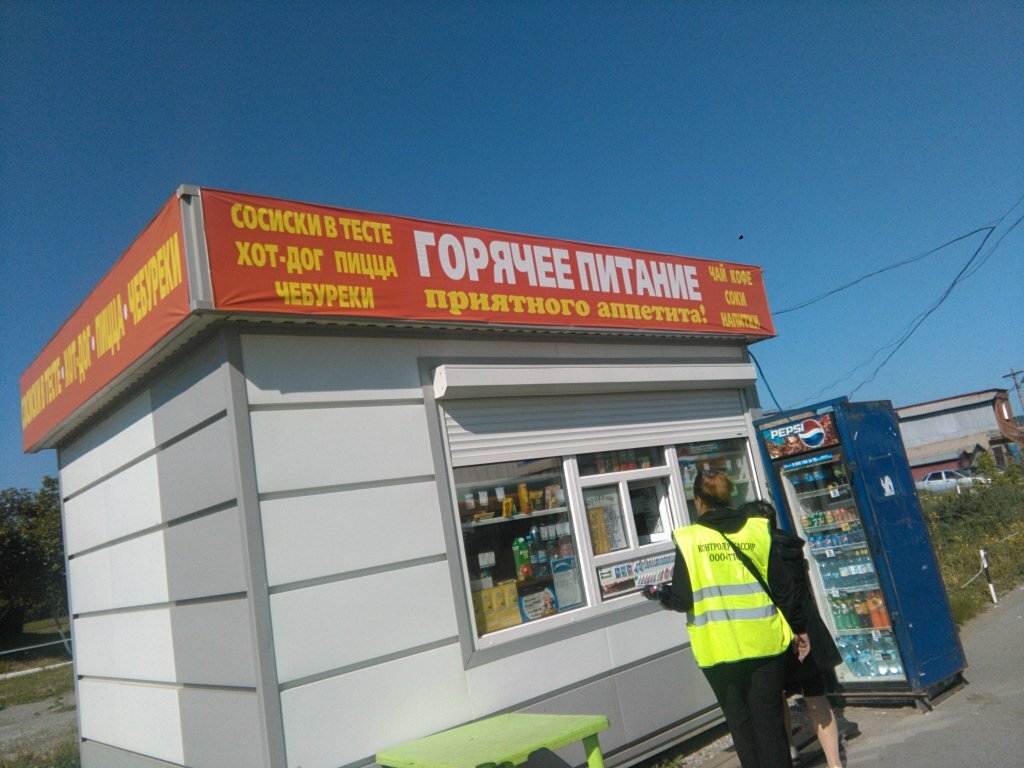 СОСИСКИ В ТЕСТЕ • ХОТ-ДОГ • ПИЦЦА • ЧЕБУРЕКИ
СОСИСКИ В ТЕСТЕ
ХОТ-ДОГ ПИЦЦА
ЧЕБУРЕКИ
ГОРЯЧЕЕ ПИТАНИЕ
приятного аппетита!
ЧАЙ КОФЕ
СОКИ
НАПИТКИ
PEPSI
КОНТРОЛЕР КАССИР